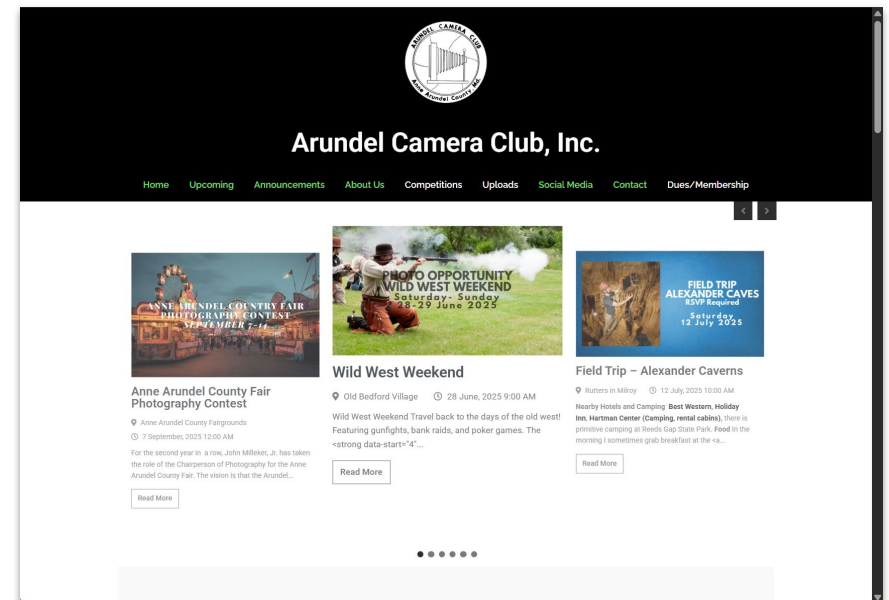 ARUNDEL CAMERA CLUB
Anne Arundel County Md.
Arundel Camera Club, Inc.
Home Upcoming Announcements About Us Competitions Uploads Social Media Contact Dues/Membership
ANNE ARUNDEL COUNTRY FAIR
PHOTOGRAPHY CONTEST
SEPTEMBER 7-14
Anne Arundel County Fair
Photography Contest
Anne Arundel County Fairgrounds
7 September, 2025 12:00 AM
For the second year in a row, John Milleker, Jr. has taken
the role of the Chairperson of Photography for the Anne
Arundel County Fair. The vision is that the Arundel...
Read More
PHOTO OPPORTUNITY
WILD WEST WEEKEND
Saturday- Sunday
28-29 June 2025
Wild West Weekend
Old Bedford Village 28 June, 2025 9:00 AM
Wild West Weekend Travel back to the days of the old west!
Featuring gunfights, bank raids, and poker games. The
<strong data-start="4"...
Read More
FIELD TRIP
ALEXANDER CAVES
RSVP Required
Saturday
12 July 2025
Field Trip – Alexander Caverns
Rutters in Milroy 12 July, 2025 10:00 AM
Nearby Hotels and Camping Best Western, Holiday
Inn, Hartman Center (Camping, rental cabins), there is
primitive camping at Reeds Gap State Park. Food in the
morning I sometimes grab breakfast at the <a...
Read More